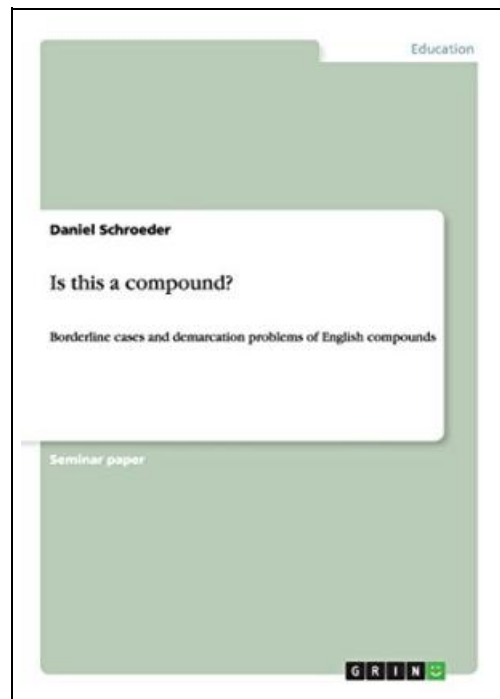 Education
Daniel Schroeder
Is this a compound?
Borderline cases and demarcation problems of English compounds
Seminar paper
GRIN